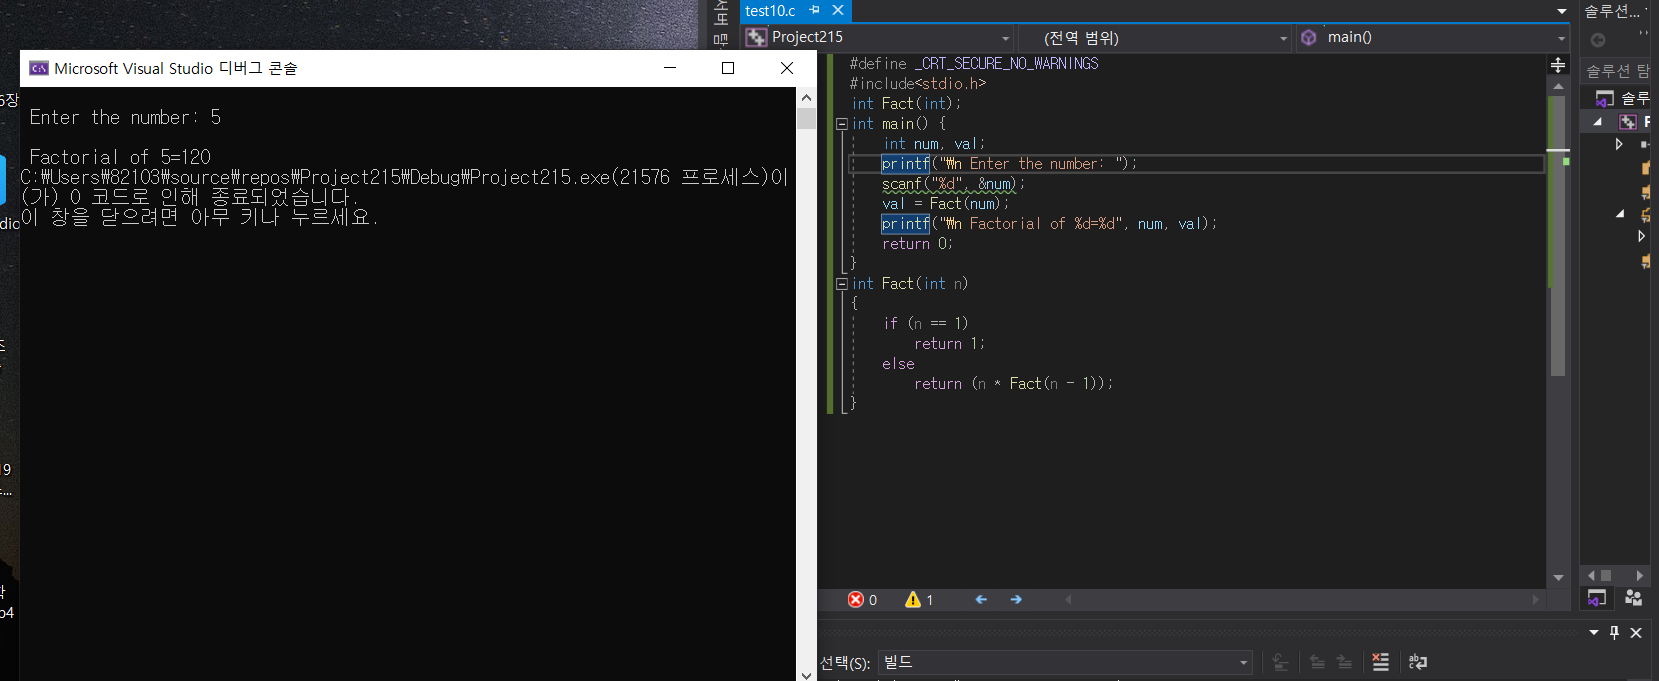 Microsoft Visual Studio 디버그 콘솔
Enter the number: 5
Factorial of 5=120
C:₩Users₩82103₩source₩repos₩Project215₩Debug₩Project215.exe(21576 프로세스)이
(가) 0 코드로 인해 종료되었습니다.
이 창을 닫으려면 아무 키나 누르세요.
test10.c
솔루션...
Project215
(전역 범위)
main()
#define _CRT_SECURE_NO_WARNINGS
#include<stdio.h>
int Fact(int);
int main() {
int num, val;
printf("₩n Enter the number: ");
scanf("%d", &num);
val = Fact(num);
printf("₩n Factorial of %d=%d", num, val);
return 0;
}
int Fact(int n)
{
if (n == 1)
return 1;
else
return (n * Fact(n - 1));
}
솔루션 탐
솔루
0
1
선택(S):
빌드